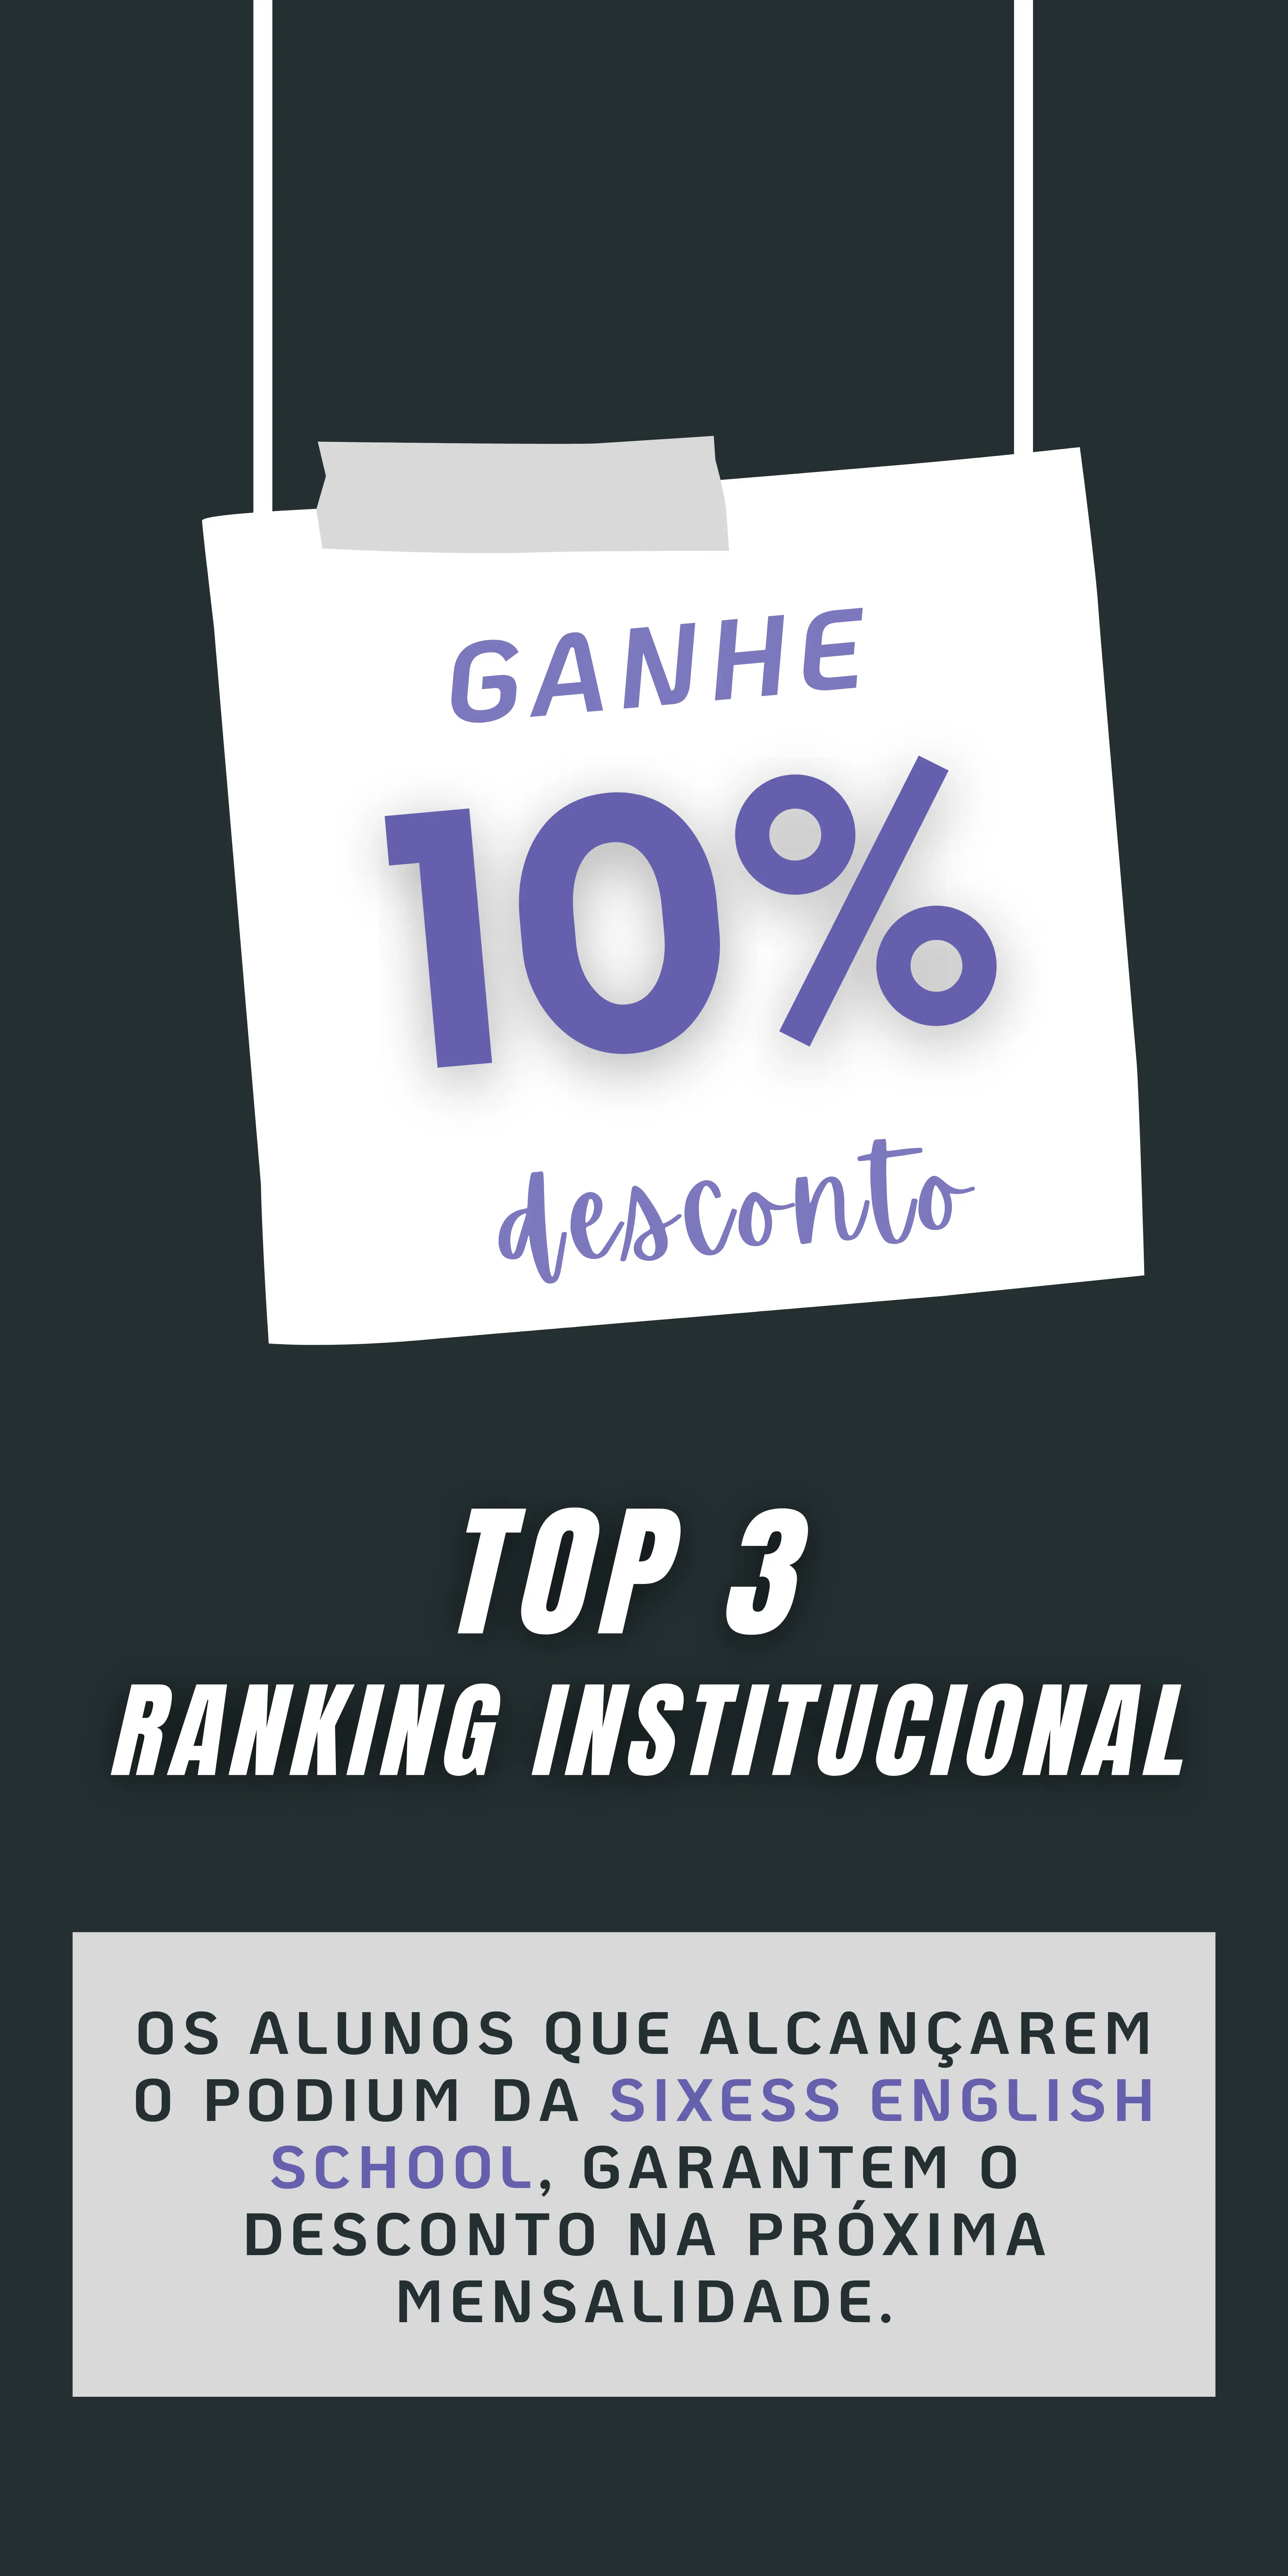 GANHE
10%
desconto
TOP 3
RANKING INSTITUCIONAL
OS ALUNOS QUE ALCANÇAREM
O PODIUM DA SIXESS ENGLISH
SCHOOL, GARANTEM O
DESCONTO NA PRÓXIMA
MENSALIDADE.